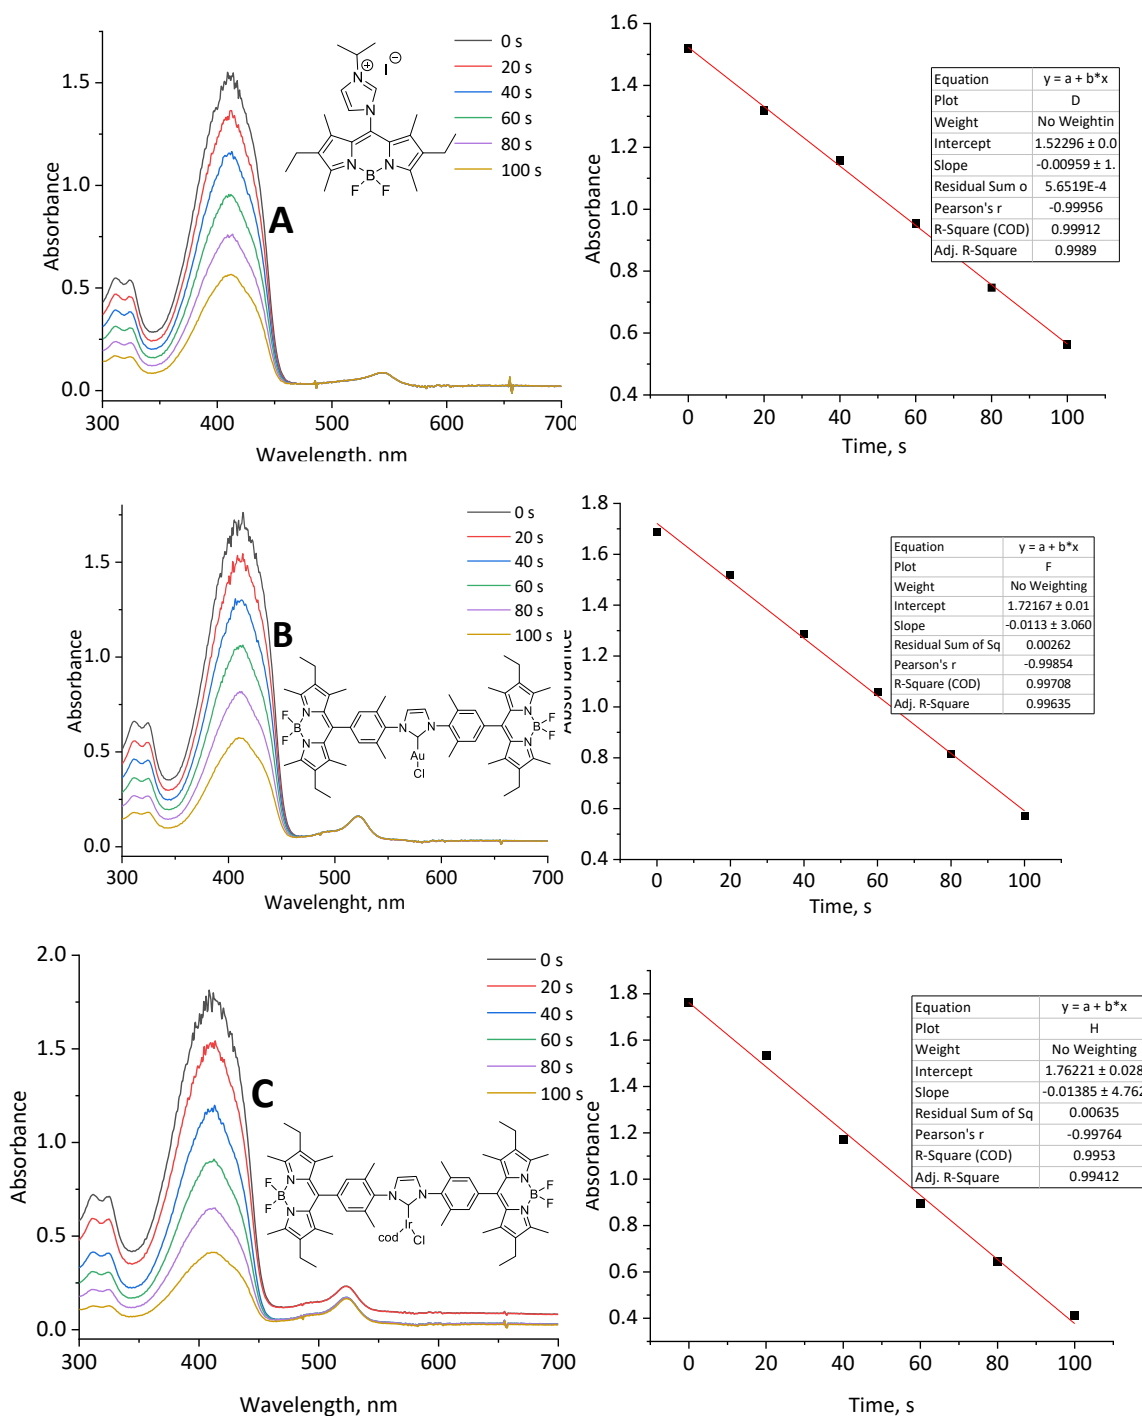 Absorbance
1.5
1.0
0.5
0.0
300 400 500 600 700
Wavelength, nm
0 s
20 s
40 s
60 s
80 s
100 s
A
N
⊕
I ⊖
N
N N
B
F F
Absorbance
1.6
1.4
1.2
1.0
0.8
0.6
0.4
0 20 40 60 80 100
Time, s
Equation y = a + b*x
Plot D
Weight No Weightin
Intercept 1.52296 ± 0.0
Slope -0.00959 ± 1.
Residual Sum o 5.6519E-4
Pearson's r -0.99956
R-Square (COD) 0.99912
Adj. R-Square 0.9989
Absorbance
1.5
1.0
0.5
0.0
300 400 500 600 700
Wavelenght, nm
0 s
20 s
40 s
60 s
80 s
100 s
B
F
F
B
N
N
N N
Au
Cl
N
N
B
F
F
Absorbance
1.8
1.6
1.4
1.2
1.0
0.8
0.6
0.4
0 20 40 60 80 100
Time, s
Equation y = a + b*x
Plot F
Weight No Weighting
Intercept 1.72167 ± 0.01
Slope -0.0113 ± 3.060
Residual Sum of Sq 0.00262
Pearson's r -0.99854
R-Square (COD) 0.99708
Adj. R-Square 0.99635
Absorbance
2.0
1.5
1.0
0.5
0.0
300 400 500 600 700
Wavelength, nm
0 s
20 s
40 s
60 s
80 s
100 s
C
F
F
B
N
N
N N
Ir
cod
Cl
N
N
B
F
F
Absorbance
1.8
1.6
1.4
1.2
1.0
0.8
0.6
0.4
0 20 40 60 80 100
Time, s
Equation y = a + b*x
Plot H
Weight No Weighting
Intercept 1.76221 ± 0.028
Slope -0.01385 ± 4.762
Residual Sum of Sq 0.00635
Pearson's r -0.99764
R-Square (COD) 0.9953
Adj. R-Square 0.99412